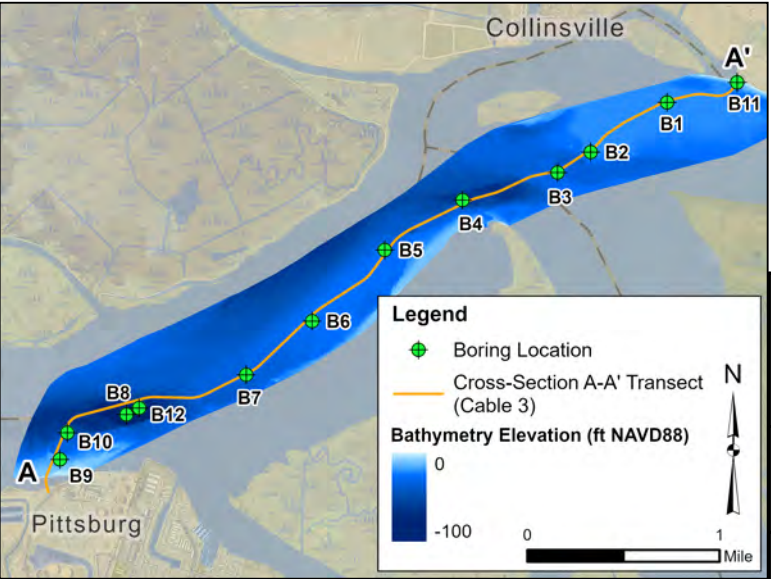 Collinsville
A'
B11
B1
B2
B3
B4
B5
B6
B7
B8
B12
B10
B9
A
Pittsburg
Legend
Boring Location
Cross-Section A-A' Transect
(Cable 3)
Bathymetry Elevation (ft NAVD88)
0
-100
N
0 1
Mile